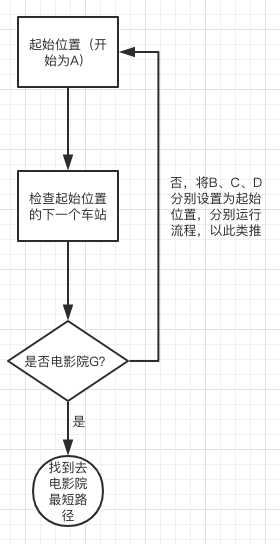 起始位置（开
始为A）
检查起始位置
的下一个车站
否，将B、C、D
分别设置为起始
位置，分别运行
流程，以此类推
是否电影院G?
是
找到去
电影院
最短路
径